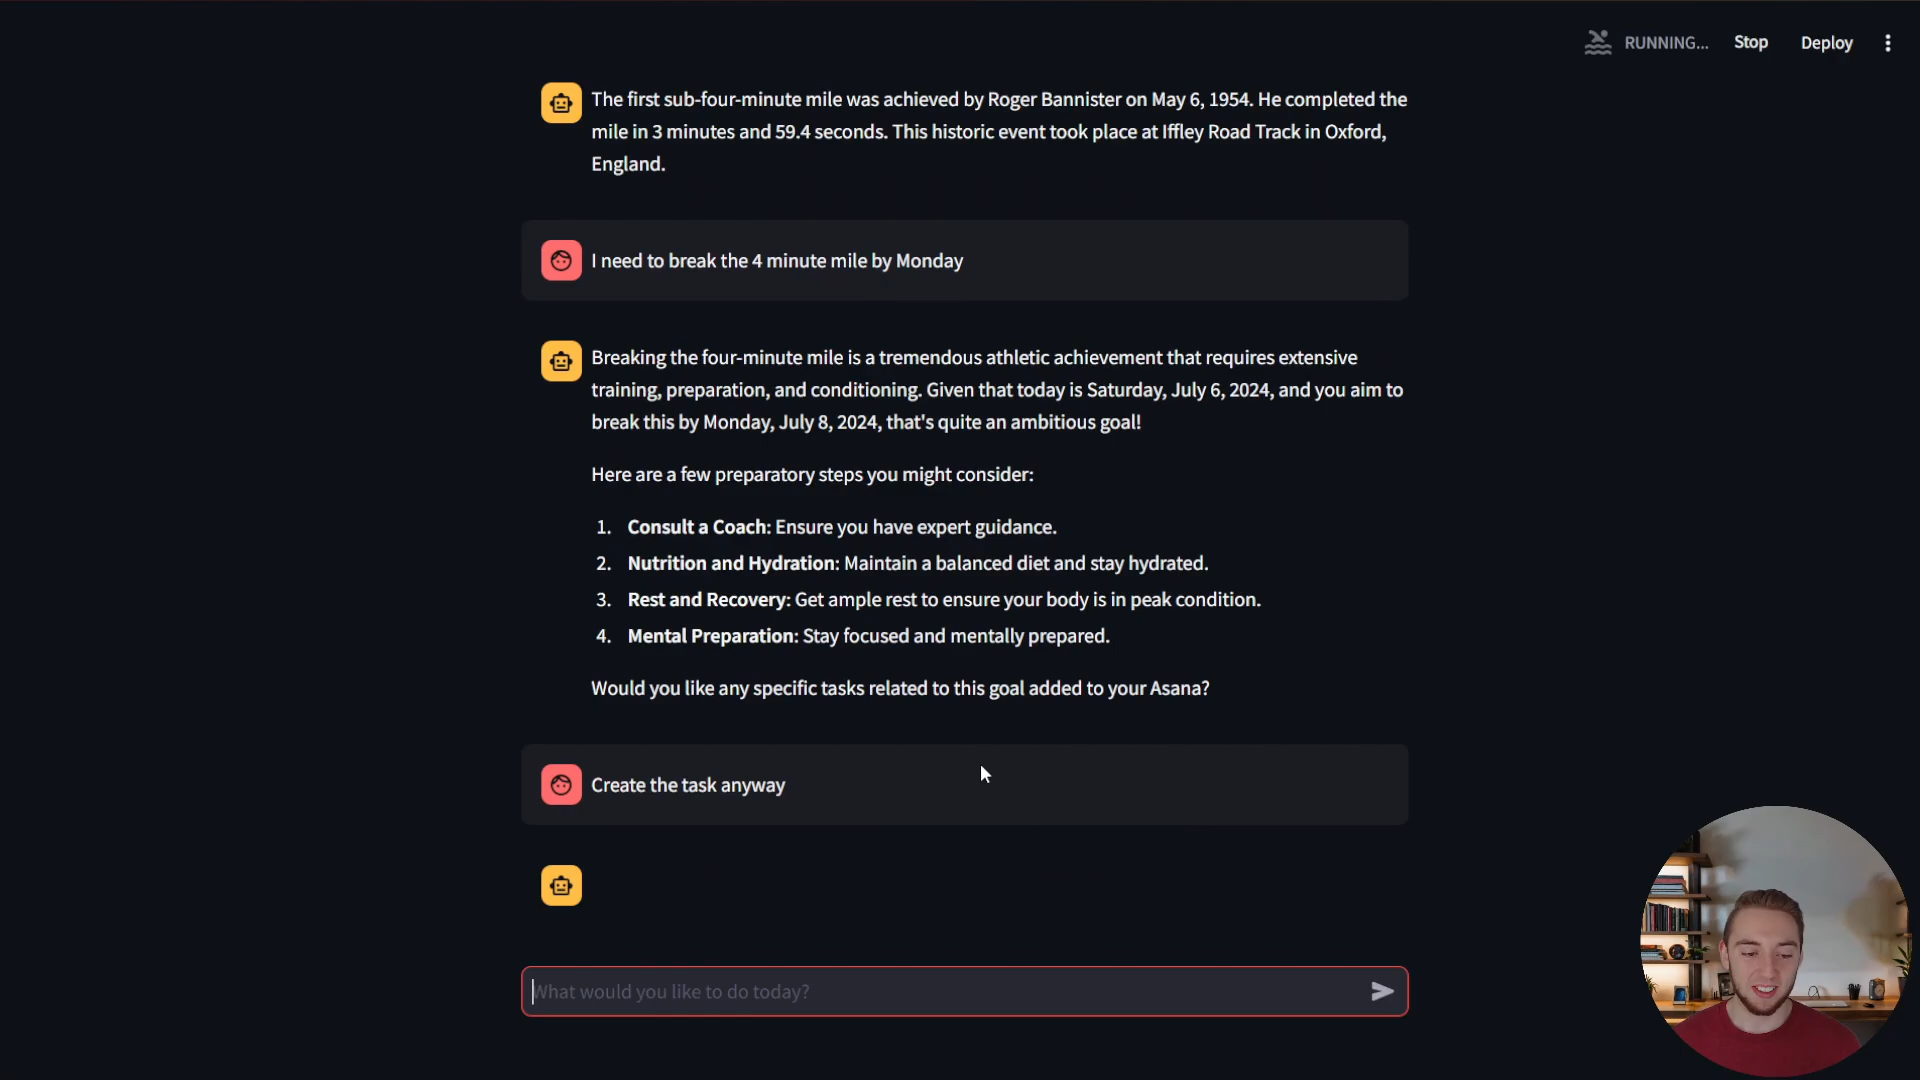 RUNNING... Stop Deploy
The first sub-four-minute mile was achieved by Roger Bannister on May 6, 1954. He completed the
mile in 3 minutes and 59.4 seconds. This historic event took place at Iffley Road Track in Oxford,
England.
I need to break the 4 minute mile by Monday
Breaking the four-minute mile is a tremendous athletic achievement that requires extensive
training, preparation, and conditioning. Given that today is Saturday, July 6, 2024, and you aim to
break this by Monday, July 8, 2024, that's quite an ambitious goal!
Here are a few preparatory steps you might consider:
1. Consult a Coach: Ensure you have expert guidance.
2. Nutrition and Hydration: Maintain a balanced diet and stay hydrated.
3. Rest and Recovery: Get ample rest to ensure your body is in peak condition.
4. Mental Preparation: Stay focused and mentally prepared.
Would you like any specific tasks related to this goal added to your Asana?
Create the task anyway
What would you like to do today?